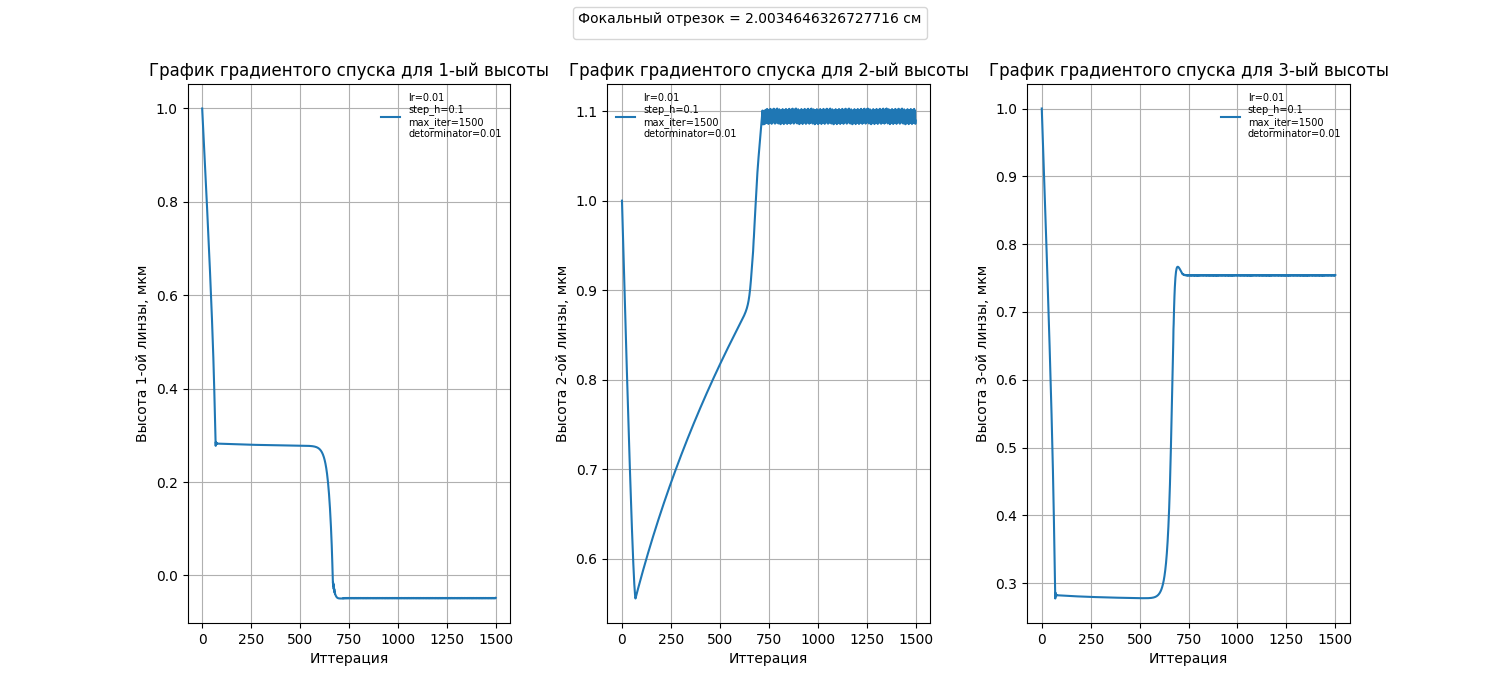 Фокальный отрезок = 2.0034646326727716 см
График градиентого спуска для 1-ый высоты
График градиентого спуска для 2-ый высоты
График градиентого спуска для 3-ый высоты
lr=0.01
step_h=0.1
max_iter=1500
detorminator=0.01
1.0
0.8
0.6
0.4
0.2
0.0
Высота 1-ой линзы, мкм
0
250
500
750
1000
1250
1500
Иттерация
lr=0.01
step_h=0.1
max_iter=1500
detorminator=0.01
1.1
1.0
0.9
0.8
0.7
0.6
Высота 2-ой линзы, мкм
0
250
500
750
1000
1250
1500
Иттерация
lr=0.01
step_h=0.1
max_iter=1500
detorminator=0.01
1.0
0.9
0.8
0.7
0.6
0.5
0.4
0.3
Высота 3-ой линзы, мкм
0
250
500
750
1000
1250
1500
Иттерация